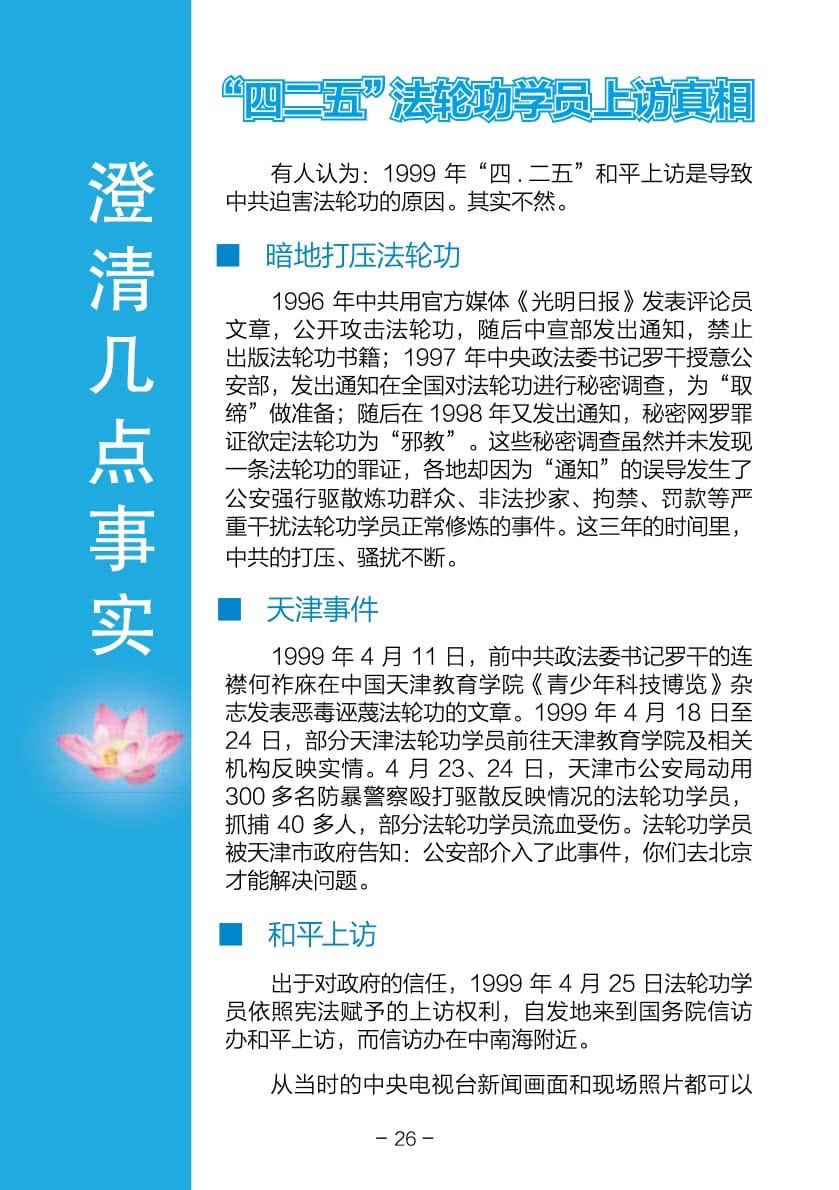 澄清几点事实
“四二五”法轮功学员上访真相
有人认为：1999 年“四 . 二五”和平上访是导致
中共迫害法轮功的原因。其实不然。
■ 暗地打压法轮功
1996 年中共用官方媒体《光明日报》发表评论员
文章，公开攻击法轮功，随后中宣部发出通知，禁止
出版法轮功书籍；1997 年中央政法委书记罗干授意公
安部，发出通知在全国对法轮功进行秘密调查，为“取
缔”做准备；随后在 1998 年又发出通知，秘密网罗罪
证欲定法轮功为“邪教”。这些秘密调查虽然并未发现
一条法轮功的罪证，各地却因为“通知”的误导发生了
公安强行驱散炼功群众、非法抄家、拘禁、罚款等严
重干扰法轮功学员正常修炼的事件。这三年的时间里，
中共的打压、骚扰不断。
■ 天津事件
1999 年 4 月 11 日，前中共政法委书记罗干的连
襟何祚庥在中国天津教育学院《青少年科技博览》杂
志发表恶毒诬蔑法轮功的文章。1999 年 4 月 18 日至
24 日，部分天津法轮功学员前往天津教育学院及相关
机构反映实情。4 月 23、24 日，天津市公安局动用
300 多名防暴警察殴打驱散反映情况的法轮功学员，
抓捕 40 多人，部分法轮功学员流血受伤。法轮功学员
被天津市政府告知：公安部介入了此事件，你们去北京
才能解决问题。
■ 和平上访
出于对政府的信任，1999 年 4 月 25 日法轮功学
员依照宪法赋予的上访权利，自发地来到国务院信访
办和平上访，而信访办在中南海附近。
从当时的中央电视台新闻画面和现场照片都可以
- 26 -